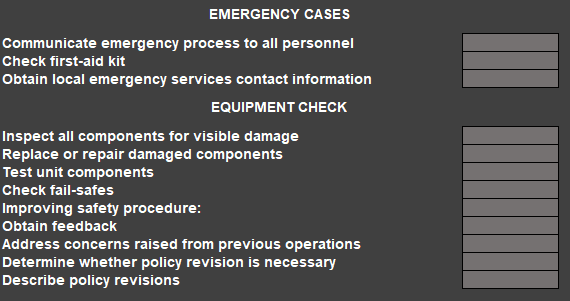 EMERGENCY CASES
Communicate emergency process to all personnel
Check first-aid kit
Obtain local emergency services contact information
EQUIPMENT CHECK
Inspect all components for visible damage
Replace or repair damaged components
Test unit components
Check fail-safes
Improving safety procedure:
Obtain feedback
Address concerns raised from previous operations
Determine whether policy revision is necessary
Describe policy revisions